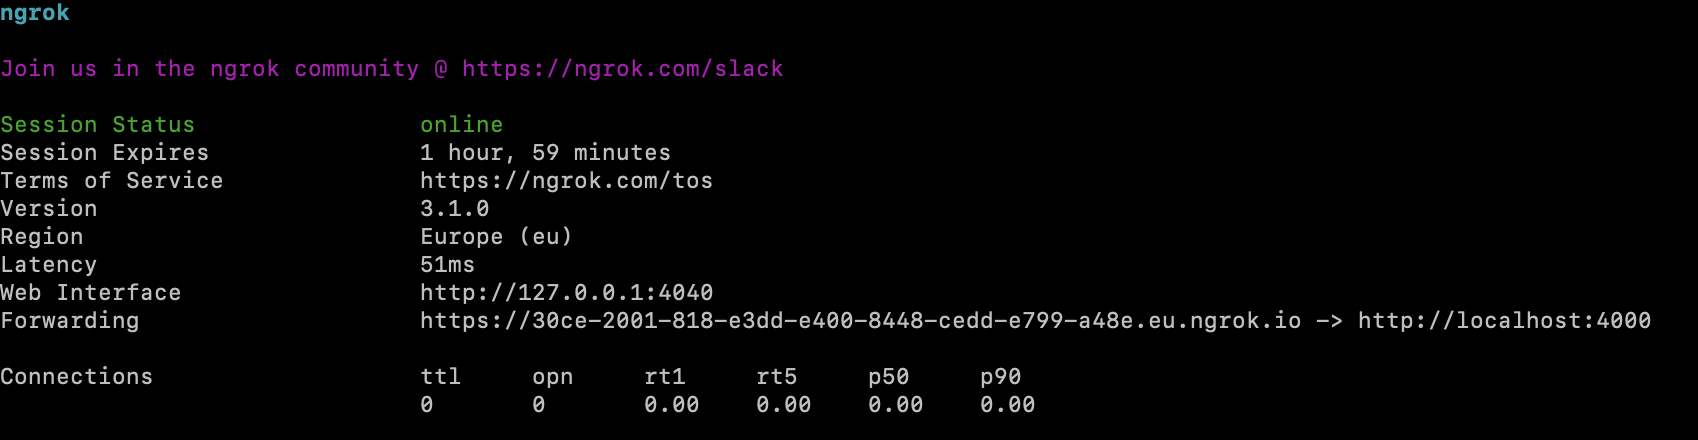 ngrok
Join us in the ngrok community @ https://ngrok.com/slack
Session Status online
Session Expires 1 hour, 59 minutes
Terms of Service https://ngrok.com/tos
Version 3.1.0
Region Europe (eu)
Latency 51ms
Web Interface http://127.0.0.1:4040
Forwarding https://30ce-2001-818-e3dd-e400-8448-cedd-e799-a48e.eu.ngrok.io -> http://localhost:4000
Connections ttl opn rt1 rt5 p50 p90
0 0 0.00 0.00 0.00 0.00